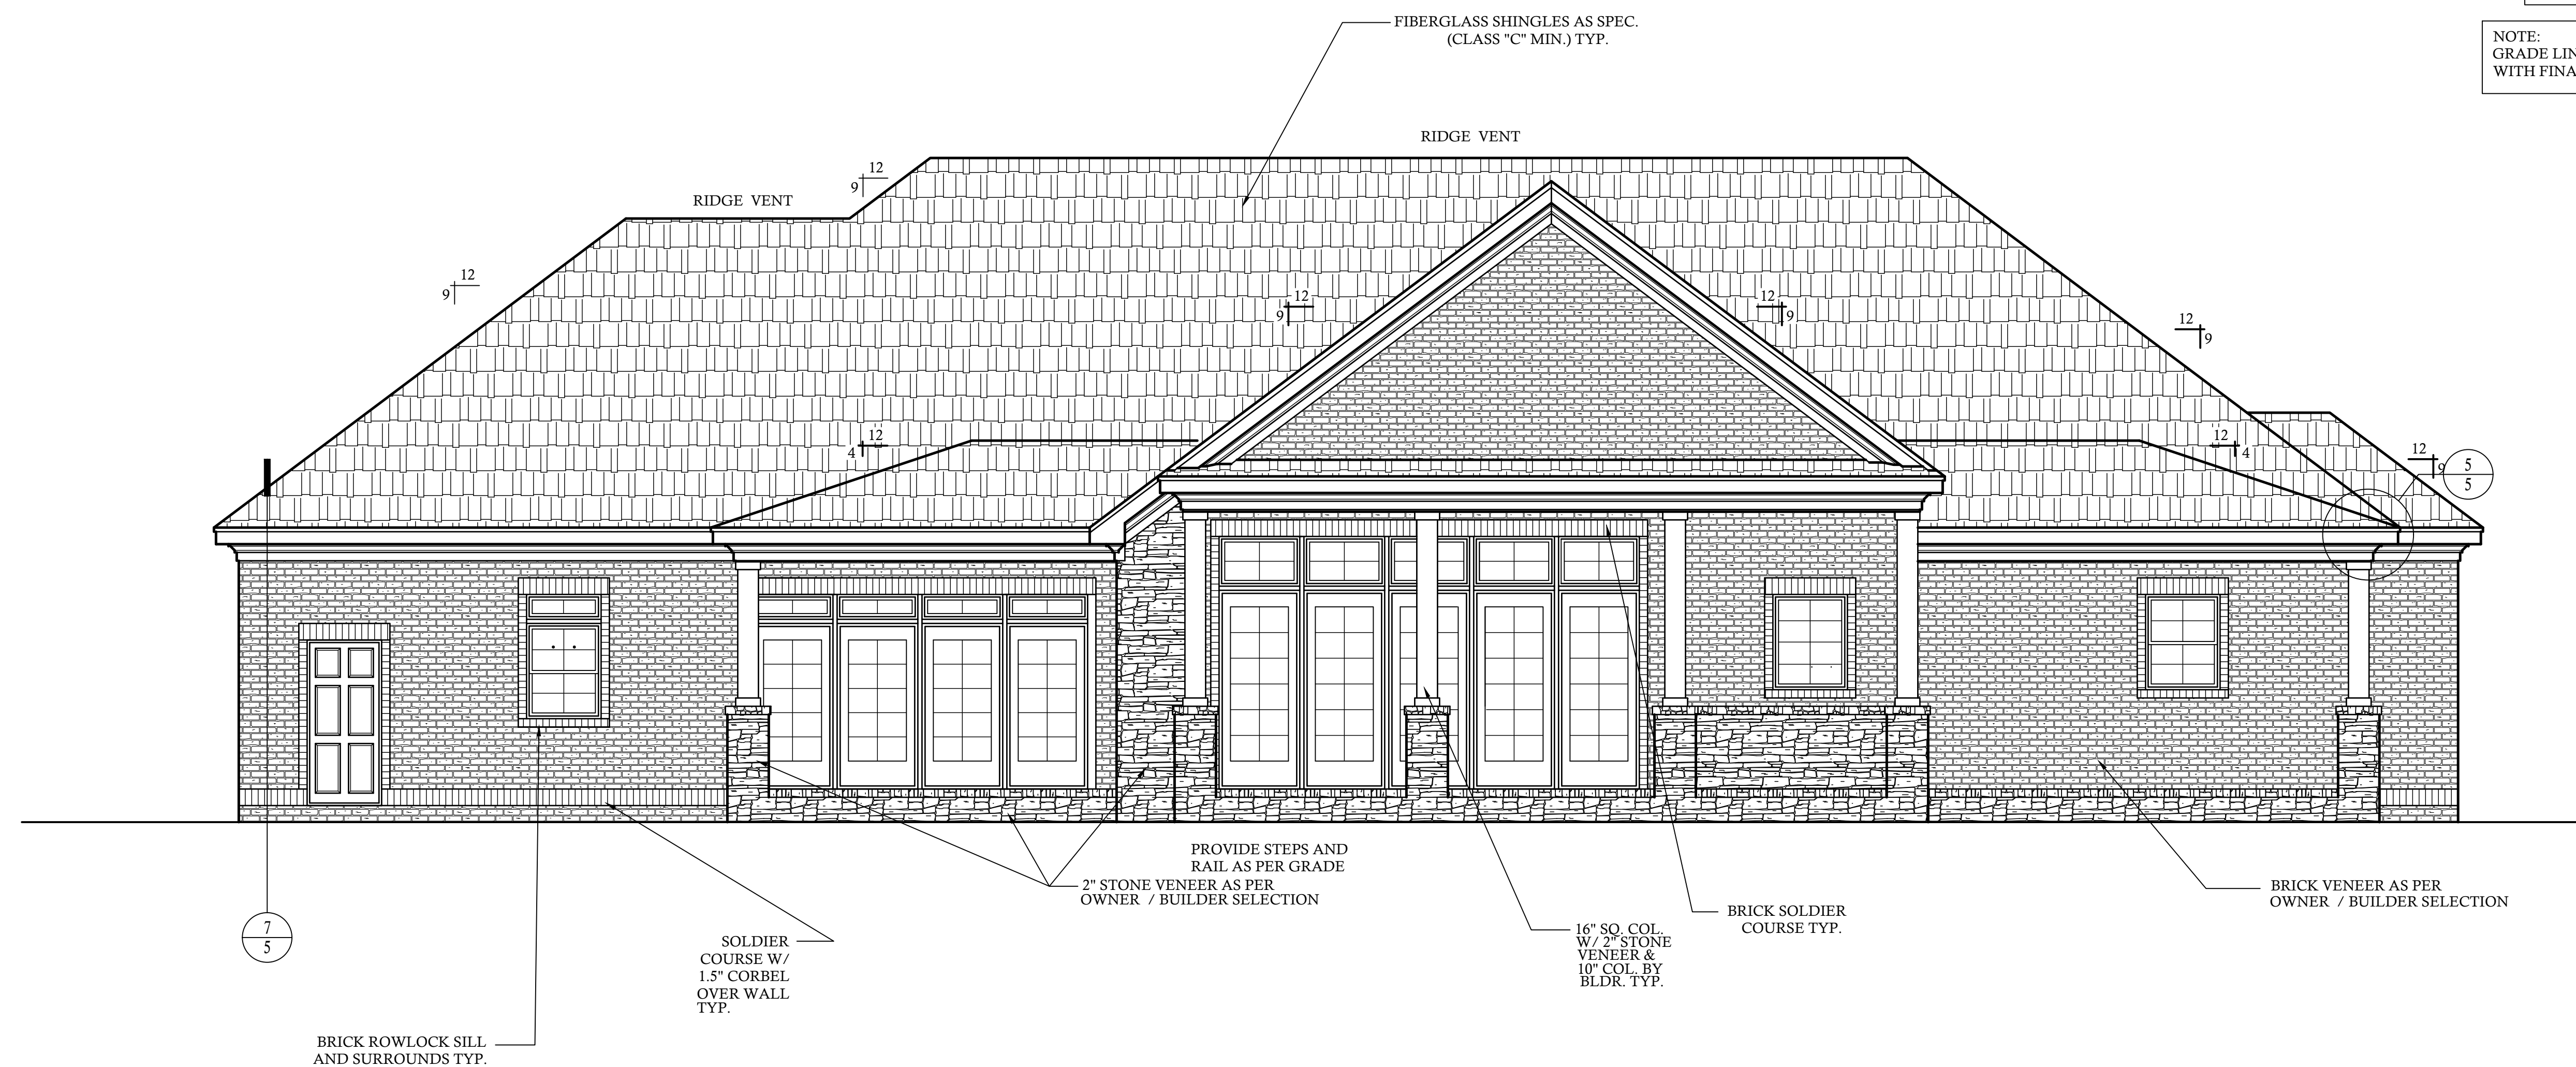 FIBERGLASS SHINGLES AS SPEC.
(CLASS "C" MIN.) TYP.
NOTE:
GRADE LIN
WITH FINA
RIDGE VENT
RIDGE VENT
12
9
12
9
12
9
12
9
12
9
12
4
12
4
12
9
5
5
PROVIDE STEPS AND
RAIL AS PER GRADE
2" STONE VENEER AS PER
OWNER / BUILDER SELECTION
BRICK VENEER AS PER
OWNER / BUILDER SELECTION
BRICK SOLDIER
COURSE TYP.
16" SQ. COL.
W/ 2" STONE
VENEER &
10" COL. BY
BLDR. TYP.
7
5
SOLDIER
COURSE W/
1.5" CORBEL
OVER WALL
TYP.
BRICK ROWLOCK SILL
AND SURROUNDS TYP.